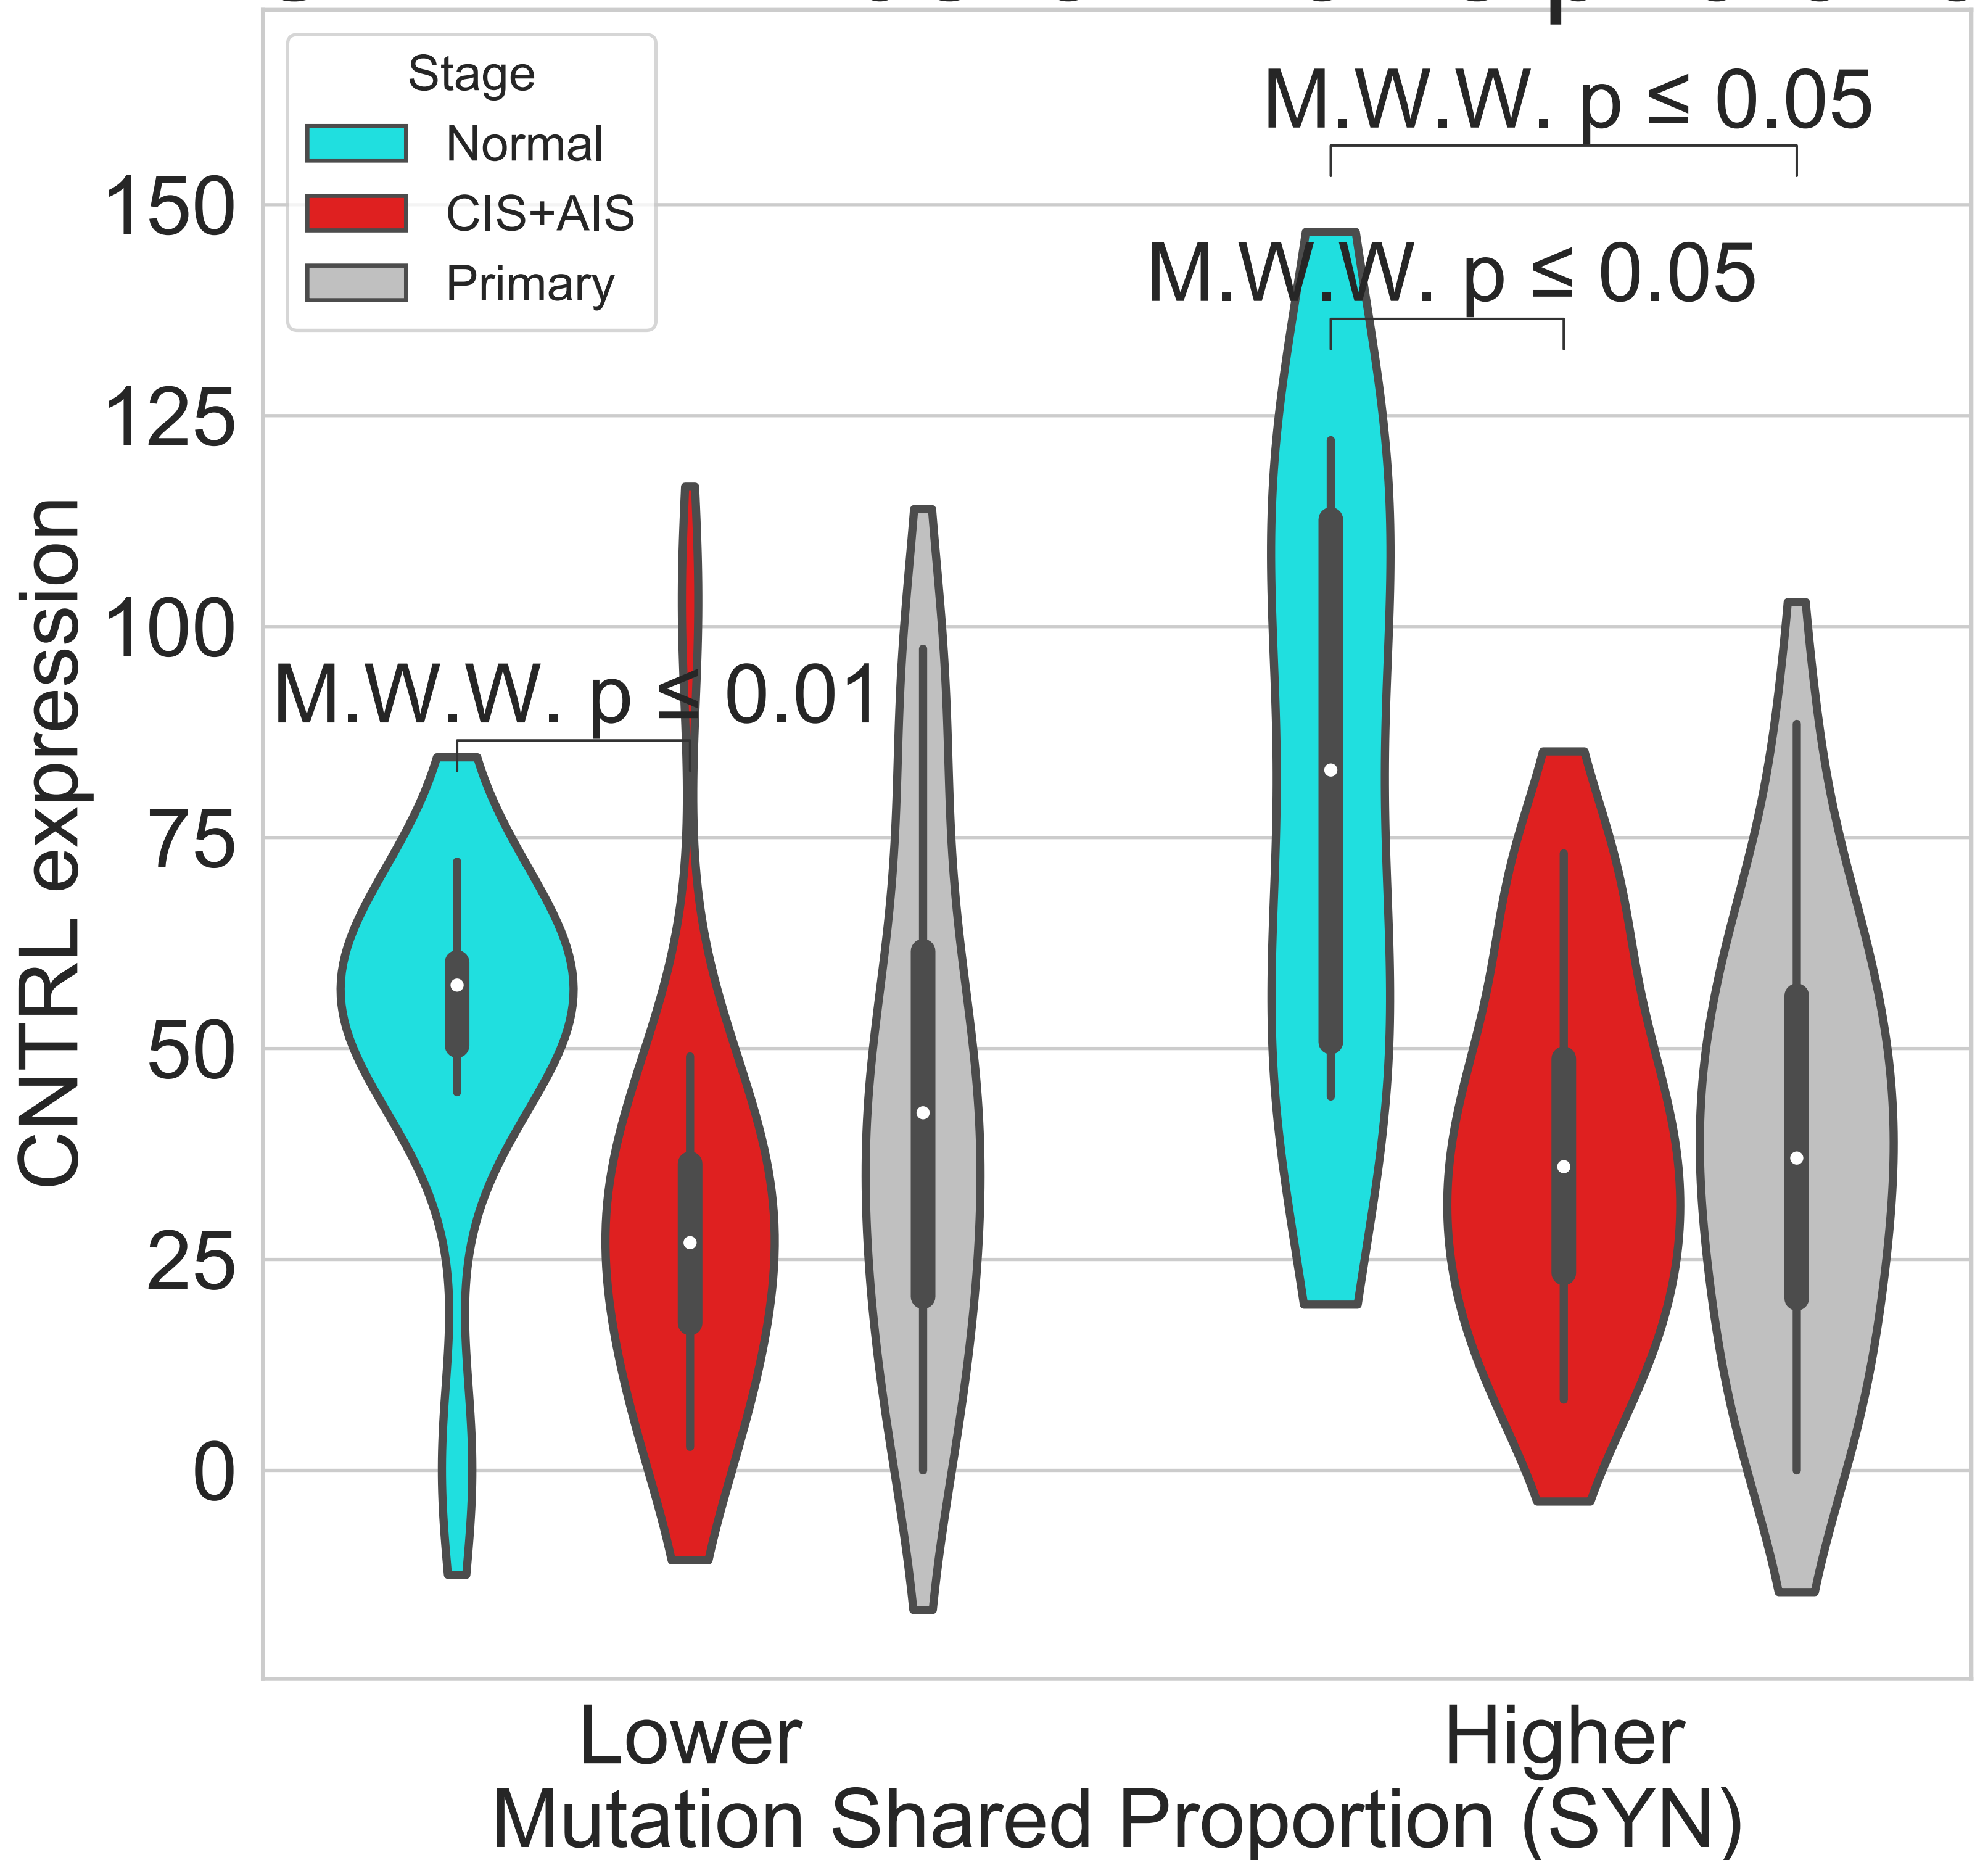 Stage
Normal
CIS+AIS
Primary
M.W.W. p ≤ 0.05
M.W.W. p ≤ 0.05
M.W.W. p ≤ 0.01
150
125
100
75
50
25
0
CNTRL expression
Lower
Higher
Mutation Shared Proportion (SYN)